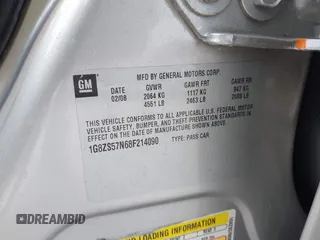 GM
MFD BY GENERAL MOTORS CORP
DATE GVWR GAWR FRT GAWR RR
02/08 2064 KG 1117 KG 947 KG
4551 LB 2463 LB 2088 LB
THIS VEHICLE CONFORMS TO ALL APPLICABLE U.S. FEDERAL MOTOR
VEHICLE SAFETY, BUMPER, AND THEFT PREVENTION STANDARDS IN
EFFECT ON THE DATE OF MANUFACTURE SHOWN ABOVE.
1G8ZS57N68F214090 TYPE: PASS CAR
DREAMBID